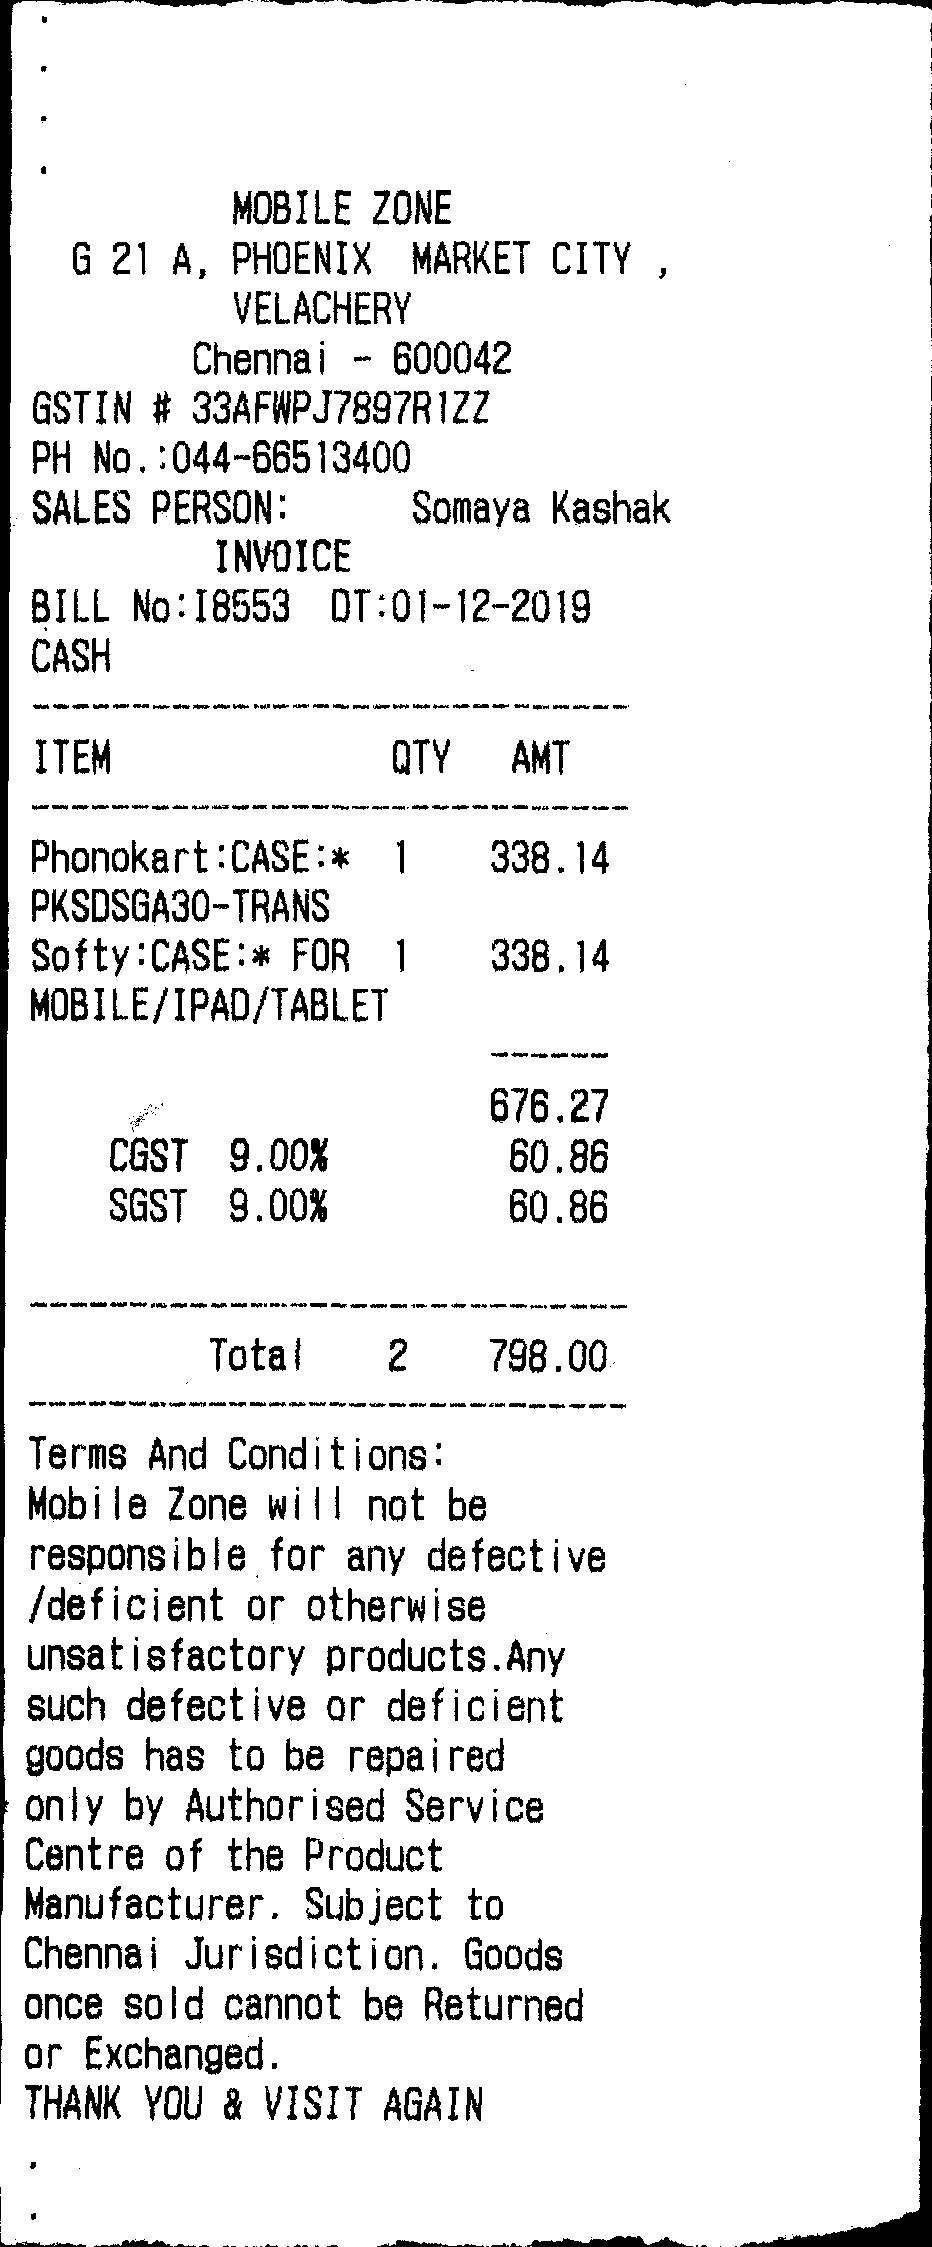 MOBILE ZONE
G 21 A, PHOENIX MARKET CITY ,
VELACHERY
Chennai - 600042
GSTIN # 33AFWPJ7897R1ZZ
PH No.:044-66513400
SALES PERSON: Somaya Kashak
INVOICE
BILL No:I8553 DT:01-12-2019
CASH
ITEM QTY AMT
Phonokart:CASE:* 1 338.14
PKSDSGA30-TRANS
Softy:CASE:* FOR 1 338.14
MOBILE/IPAD/TABLET
676.27
CGST 9.00% 60.86
SGST 9.00% 60.86
Total 2 798.00
Terms And Conditions:
Mobile Zone will not be
responsible for any defective
/deficient or otherwise
unsatisfactory products.Any
such defective or deficient
goods has to be repaired
only by Authorised Service
Centre of the Product
Manufacturer. Subject to
Chennai Jurisdiction. Goods
once sold cannot be Returned
or Exchanged.
THANK YOU & VISIT AGAIN